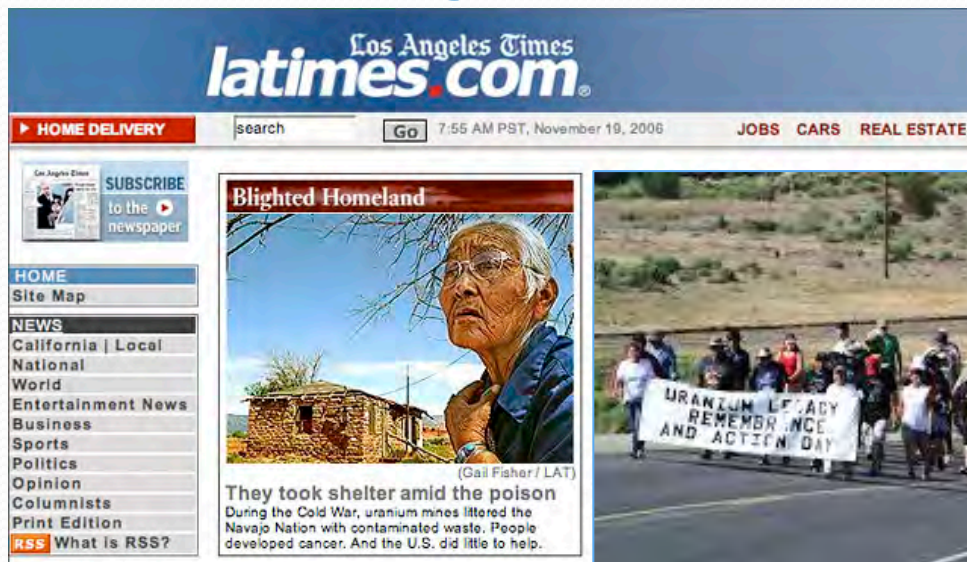 Los Angeles Times
latimes.com®
HOME DELIVERY
search
Go
7:55 AM PST, November 19, 2006
JOBS CARS REAL ESTATE
Los Angeles Times
SUBSCRIBE
to the
newspaper
HOME
Site Map
NEWS
California | Local
National
World
Entertainment News
Business
Sports
Politics
Opinion
Columnists
Print Edition
RSS What is RSS?
Blighted Homeland
(Gail Fisher / LAT)
They took shelter amid the poison
During the Cold War, uranium mines littered the
Navajo Nation with contaminated waste. People
developed cancer. And the U.S. did little to help.
URANIUM LEGACY
REMEMBRANCE
AND ACTION DAY